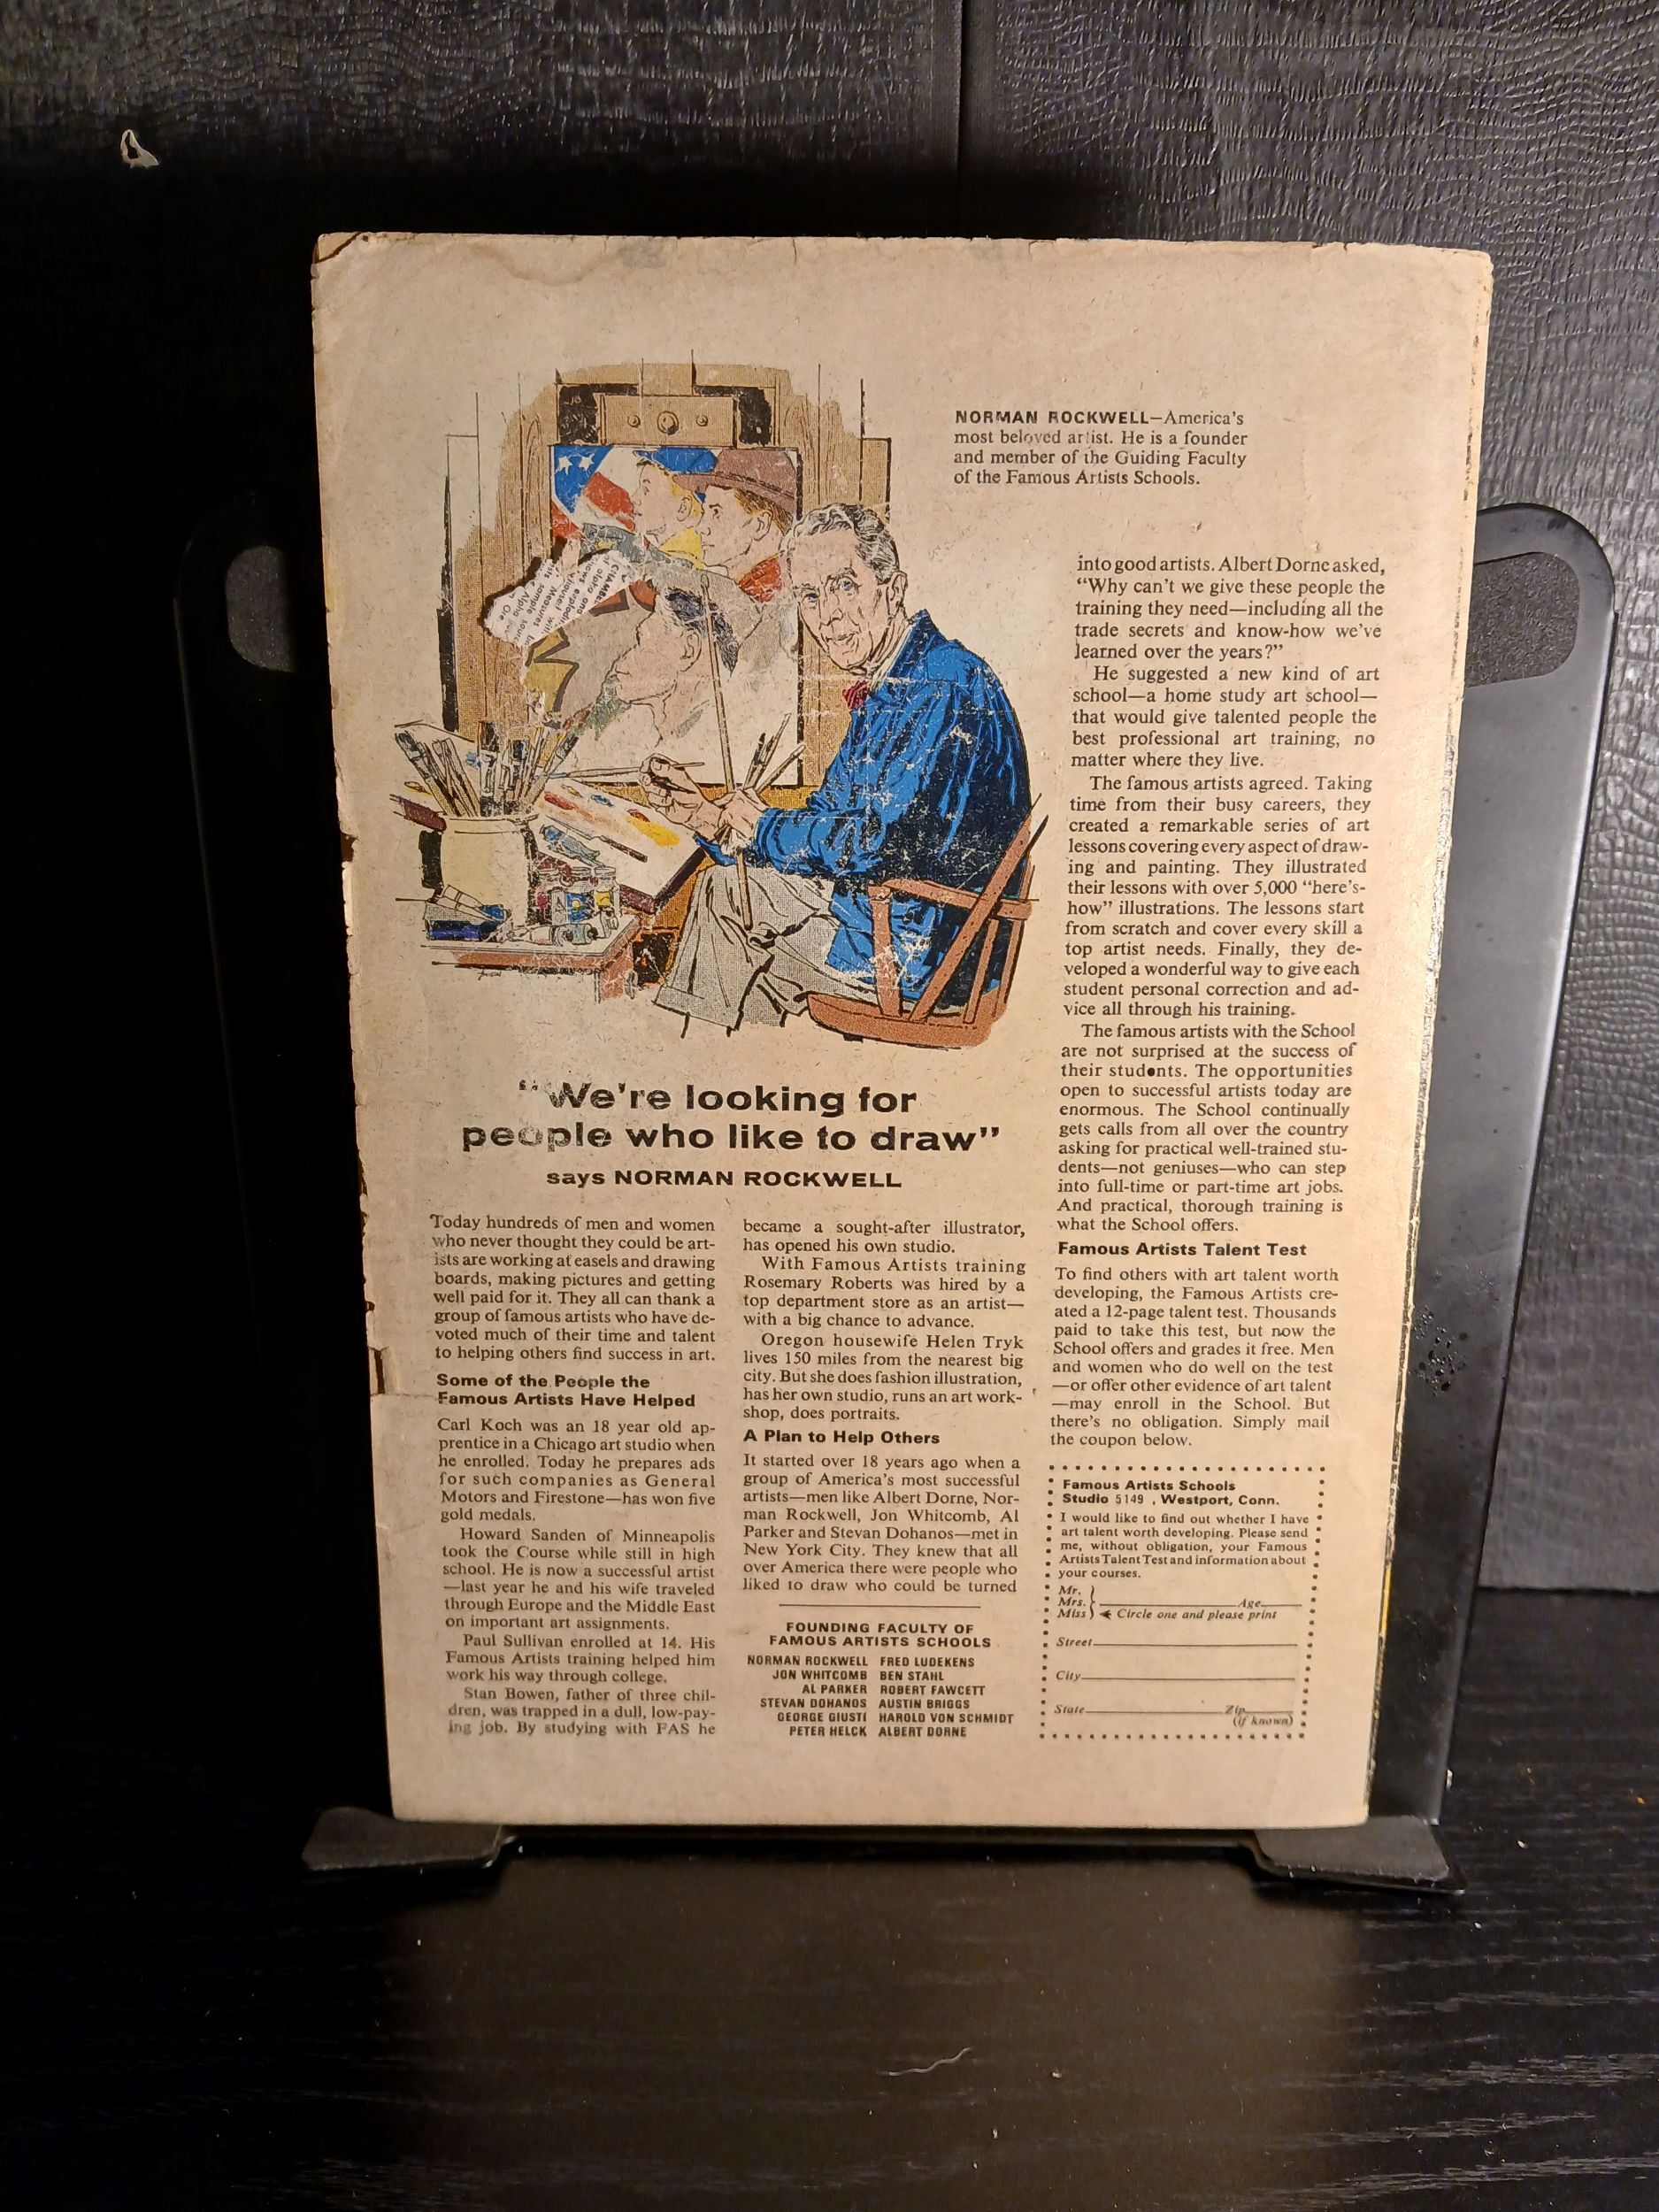 NORMAN ROCKWELL—America's
most beloved artist. He is a founder
and member of the Guiding Faculty
of the Famous Artists Schools.
"We're looking for
people who like to draw"
says NORMAN ROCKWELL
Today hundreds of men and women
who never thought they could be art-
ists are working at easels and drawing
boards, making pictures and getting
well paid for it. They all can thank a
group of famous artists who have de-
voted much of their time and talent
to helping others find success in art.
Some of the People the
Famous Artists Have Helped
Carl Koch was an 18 year old ap-
prentice in a Chicago art studio when
he enrolled. Today he prepares ads
for such companies as General
Motors and Firestone—has won five
gold medals.
Howard Sanden of Minneapolis
took the Course while still in high
school. He is now a successful artist
—last year he and his wife traveled
through Europe and the Middle East
on important art assignments.
Paul Sullivan enrolled at 14. His
Famous Artists training helped him
work his way through college.
Stan Bowen, father of three chil-
dren, was trapped in a dull, low-pay-
ing job. By studying with FAS he
became a sought-after illustrator,
has opened his own studio.
With Famous Artists training
Rosemary Roberts was hired by a
top department store as an artist—
with a big chance to advance.
Oregon housewife Helen Tryk
lives 150 miles from the nearest big
city. But she does fashion illustration,
has her own studio, runs an art work-
shop, does portraits.
A Plan to Help Others
It started over 18 years ago when a
group of America's most successful
artists—men like Albert Dorne, Nor-
man Rockwell, Jon Whitcomb, Al
Parker and Stevan Dohanos—met in
New York City. They knew that all
over America there were people who
liked to draw who could be turned
FOUNDING FACULTY OF
FAMOUS ARTISTS SCHOOLS
NORMAN ROCKWELL FRED LUDEKENS
JON WHITCOMB BEN STAHL
AL PARKER ROBERT FAWCETT
STEVAN DOHANOS AUSTIN BRIGGS
GEORGE GIUSTI HAROLD VON SCHMIDT
PETER HELCK ALBERT DORNE
into good artists. Albert Dorne asked,
"Why can't we give these people the
training they need—including all the
trade secrets and know-how we've
learned over the years?"
He suggested a new kind of art
school—a home study art school—
that would give talented people the
best professional art training, no
matter where they live.
The famous artists agreed. Taking
time from their busy careers, they
created a remarkable series of art
lessons covering every aspect of draw-
ing and painting. They illustrated
their lessons with over 5,000 "here's-
how" illustrations. The lessons start
from scratch and cover every skill a
top artist needs. Finally, they de-
veloped a wonderful way to give each
student personal correction and ad-
vice all through his training.
The famous artists with the School
are not surprised at the success of
their students. The opportunities
open to successful artists today are
enormous. The School continually
gets calls from all over the country
asking for practical well-trained stu-
dents—not geniuses—who can step
into full-time or part-time art jobs.
And practical, thorough training is
what the School offers.
Famous Artists Talent Test
To find others with art talent worth
developing, the Famous Artists cre-
ated a 12-page talent test. Thousands
paid to take this test, but now the
School offers and grades it free. Men
and women who do well on the test
—or offer other evidence of art talent
—may enroll in the School. But
there's no obligation. Simply mail
the coupon below.
Famous Artists Schools
Studio 5149 , Westport, Conn.
I would like to find out whether I have
art talent worth developing. Please send
me, without obligation, your Famous
Artists Talent Test and information about
your courses.
Mr.
Mrs. Age
Miss Circle one and please print
Street
City
State Zip
(if known)